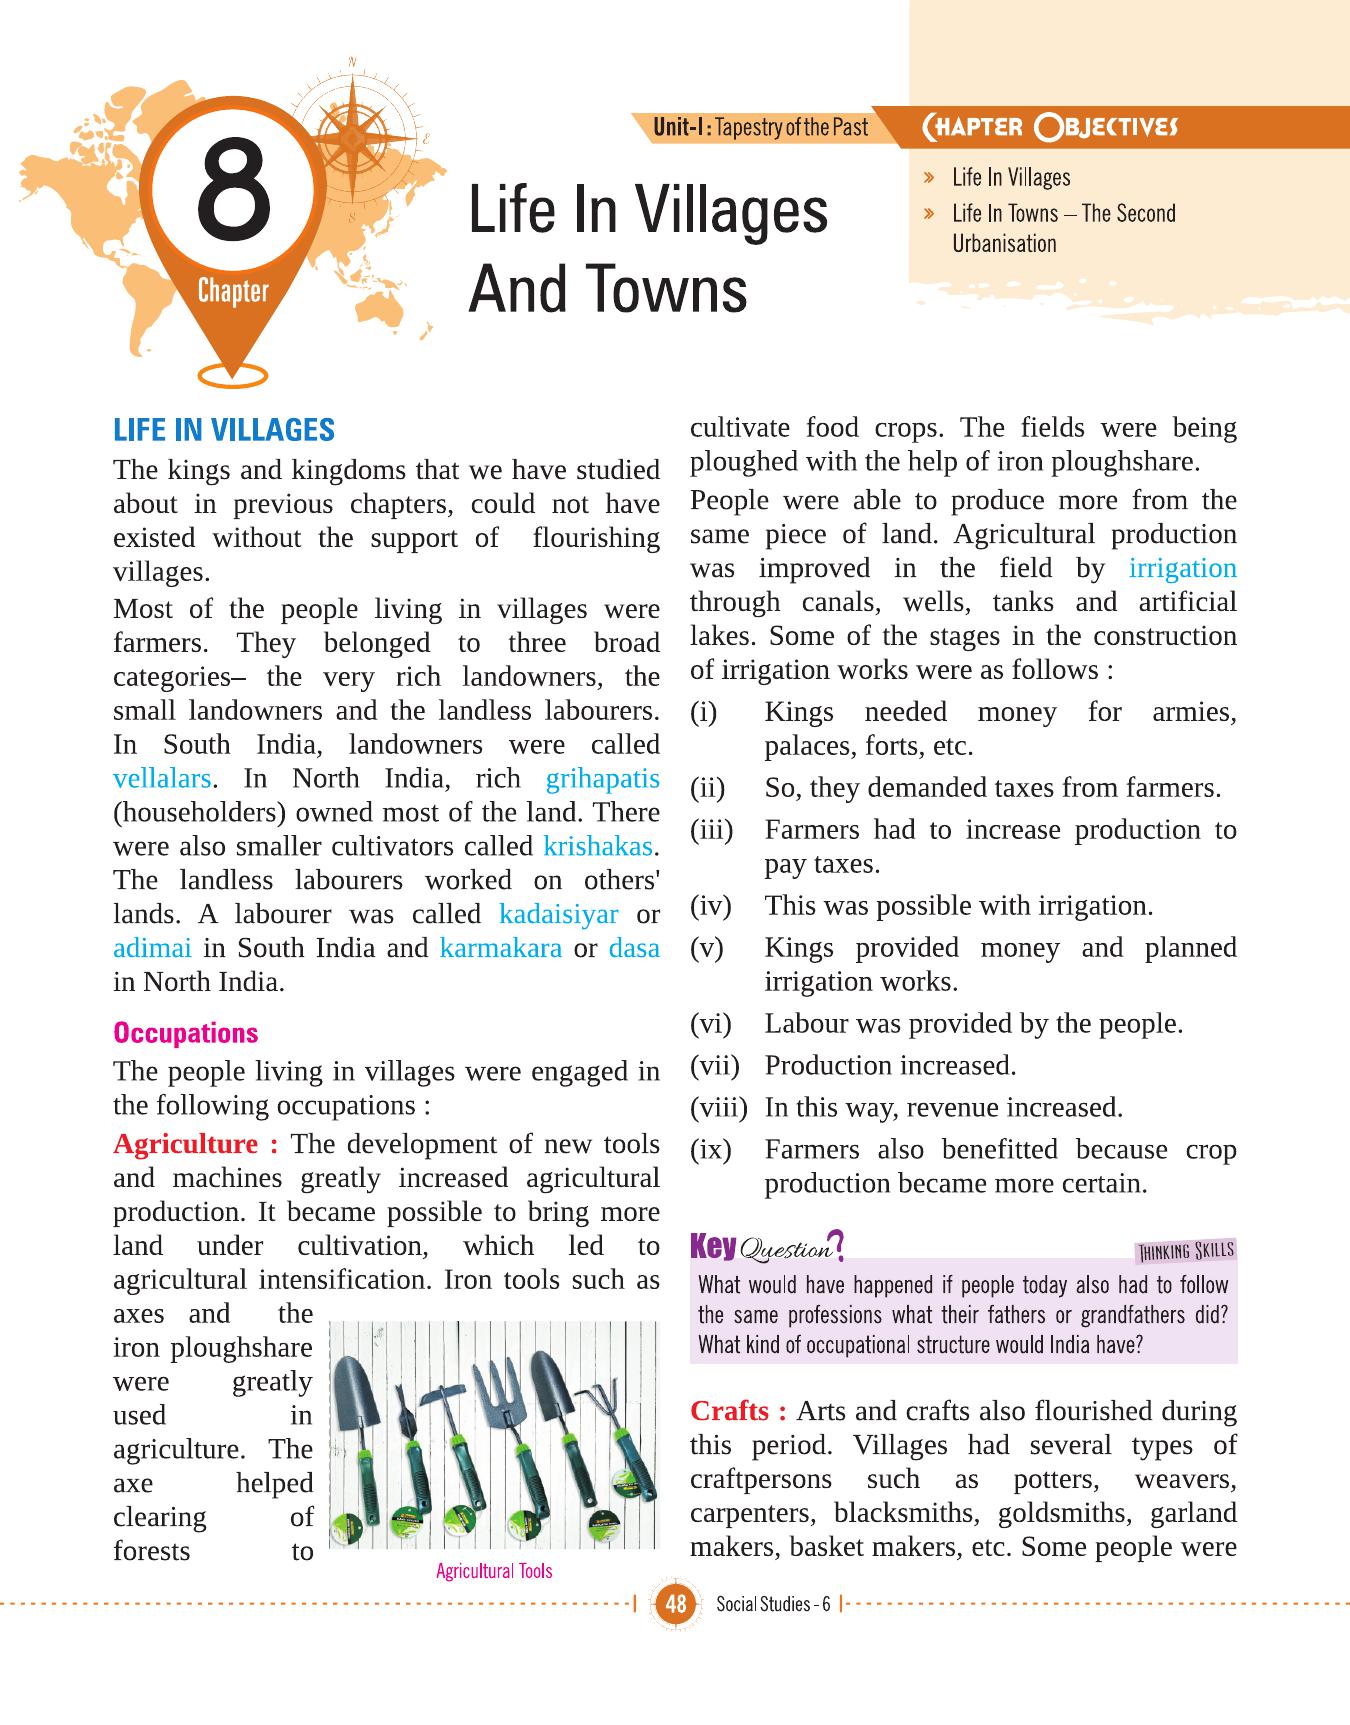 N
E
S
8
Chapter
Life In Villages
And Towns
Unit-I : Tapestry of the Past
CHAPTER OBJECTIVES
» Life In Villages
» Life In Towns – The Second
Urbanisation
LIFE IN VILLAGES
The kings and kingdoms that we have studied
about in previous chapters, could not have
existed without the support of flourishing
villages.
Most of the people living in villages were
farmers. They belonged to three broad
categories– the very rich landowners, the
small landowners and the landless labourers.
In South India, landowners were called
vellalars. In North India, rich grihapatis
(householders) owned most of the land. There
were also smaller cultivators called krishakas.
The landless labourers worked on others'
lands. A labourer was called kadaisiyar or
adimai in South India and karmakara or dasa
in North India.
Occupations
The people living in villages were engaged in
the following occupations :
Agriculture : The development of new tools
and machines greatly increased agricultural
production. It became possible to bring more
land under cultivation, which led to
agricultural intensification. Iron tools such as
axes and the
iron ploughshare
were greatly
used in
agriculture. The
axe helped
clearing of
forests to
Agricultural Tools
cultivate food crops. The fields were being
ploughed with the help of iron ploughshare.
People were able to produce more from the
same piece of land. Agricultural production
was improved in the field by irrigation
through canals, wells, tanks and artificial
lakes. Some of the stages in the construction
of irrigation works were as follows :
(i) Kings needed money for armies,
palaces, forts, etc.
(ii) So, they demanded taxes from farmers.
(iii) Farmers had to increase production to
pay taxes.
(iv) This was possible with irrigation.
(v) Kings provided money and planned
irrigation works.
(vi) Labour was provided by the people.
(vii) Production increased.
(viii) In this way, revenue increased.
(ix) Farmers also benefitted because crop
production became more certain.
Key Question?
THINKING SKILLS
What would have happened if people today also had to follow
the same professions what their fathers or grandfathers did?
What kind of occupational structure would India have?
Crafts : Arts and crafts also flourished during
this period. Villages had several types of
craftpersons such as potters, weavers,
carpenters, blacksmiths, goldsmiths, garland
makers, basket makers, etc. Some people were
48
Social Studies - 6